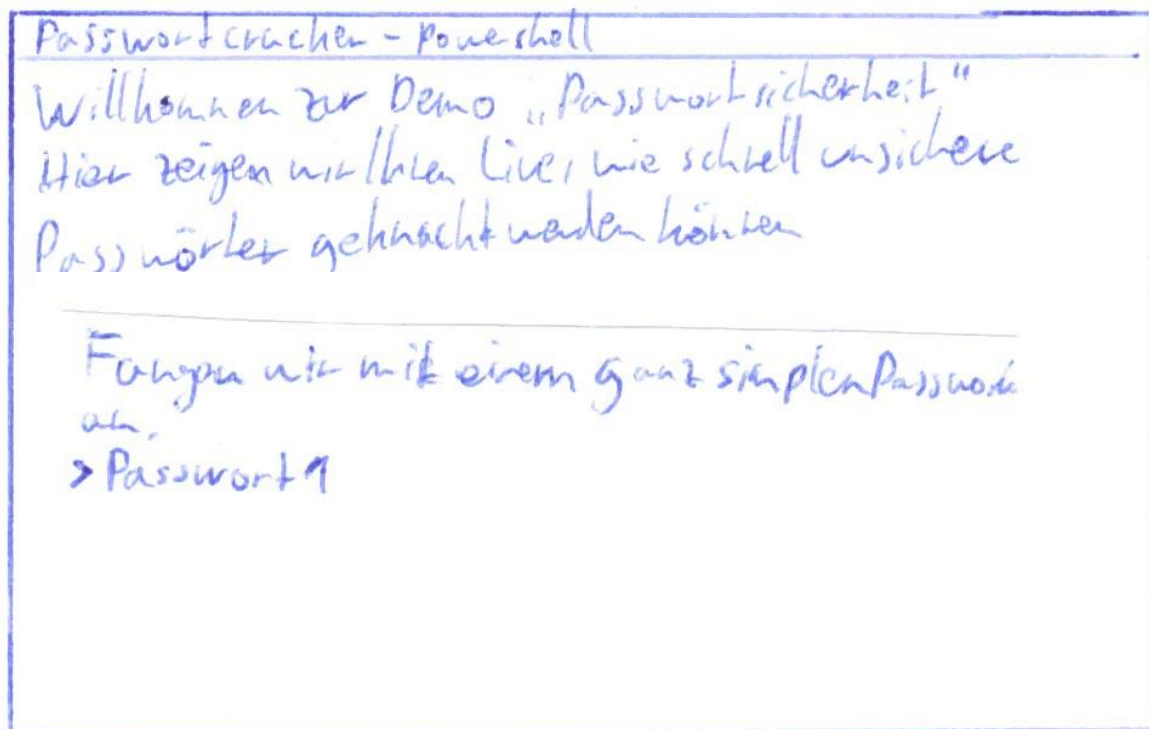 Passwortcracker - Powershell
Willkommen zur Demo „Passwortsicherheit“
Hier zeigen wir Ihnen Live, wie schnell unsichere
Passwörter geknackt werden können
Fangen wir mit einem ganz simplen Passwort
an.
> Passwort1